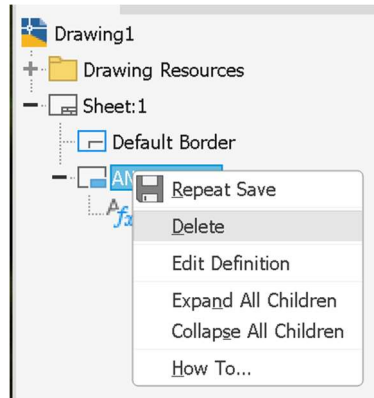 Drawing1
Drawing Resources
Sheet:1
Default Border
AN
Repeat Save
Delete
Edit Definition
Expand All Children
Collapse All Children
How To...